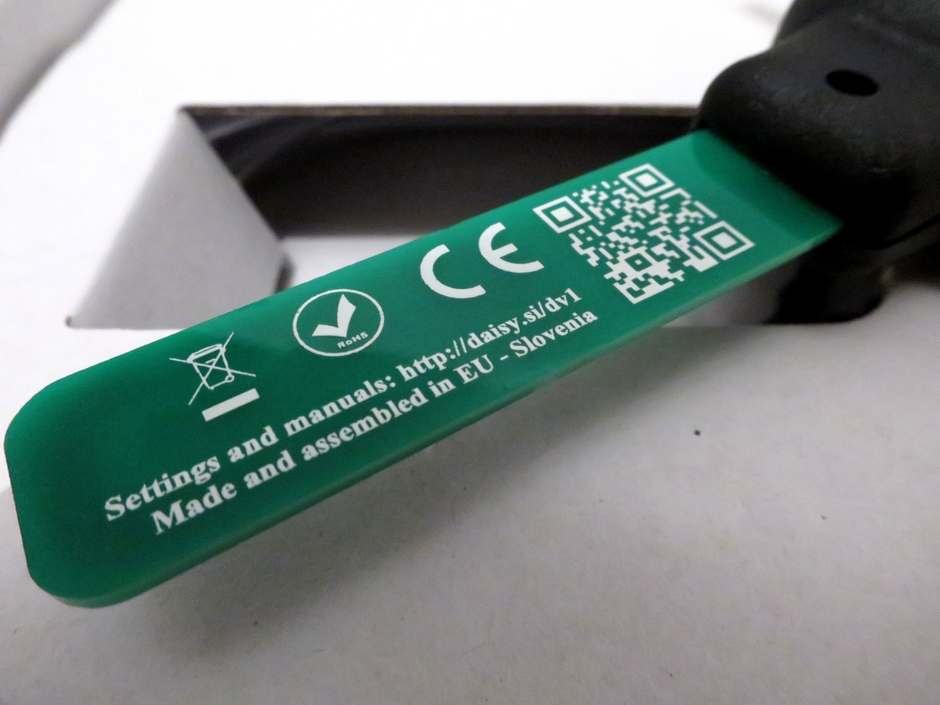 CE
RoHS
Settings and manuals: http://daisy.si/dv1
Made and assembled in EU - Slovenia